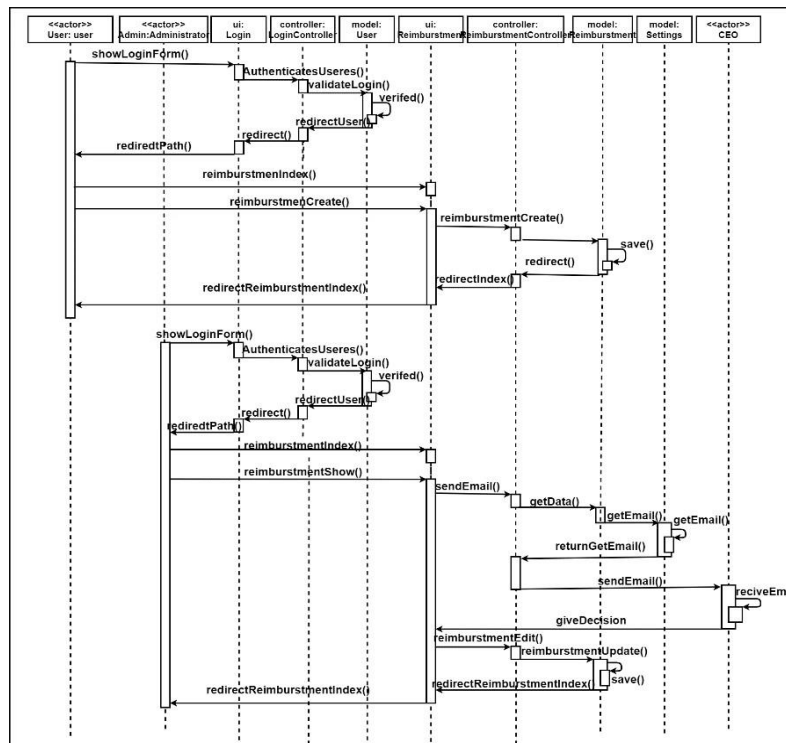 <<actor>> <<actor>> ui: controller: model: ui: controller: model: model: <<actor>>
User: user Admin:Administrator Login LoginController User Reimburstment ReimburstmentController Reimburstment Settings CEO
showLoginForm()
AuthenticatesUseres()
validateLogin()
verifed()
redirectUser()
redirect()
rediredtPath()
reimburstmenIndex()
reimburstmenCreate()
reimburstmentCreate()
save()
redirect()
redirectIndex()
redirectReimburstmentIndex()
showLoginForm()
AuthenticatesUseres()
validateLogin()
verifed()
redirectUser()
redirect()
rediredtPath()
reimburstmentIndex()
reimburstmentShow()
sendEmail()
getData()
getEmail()
getEmail()
returnGetEmail()
sendEmail()
reciveEm
giveDecision
reimburstmentEdit()
reimburstmentUpdate()
save()
redirectReimburstmentIndex()
redirectReimburstmentIndex()